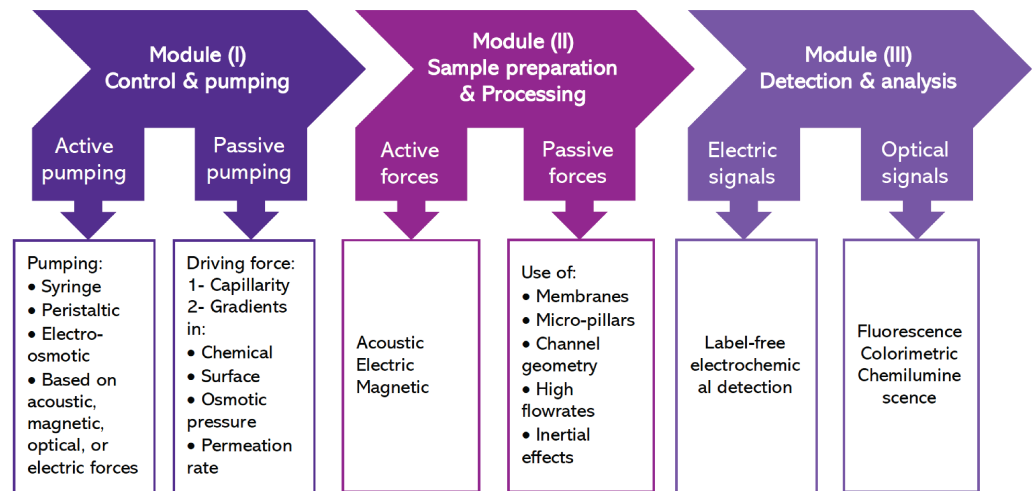 Module (I)
Control & pumping
Module (II)
Sample preparation
& Processing
Module (III)
Detection & analysis
Active
pumping
Passive
pumping
Active
forces
Passive
forces
Electric
signals
Optical
signals
Pumping:
• Syringe
• Peristaltic
• Electro-
osmotic
• Based on
acoustic,
magnetic,
optical, or
electric forces
Driving force:
1- Capillarity
2- Gradients
in:
• Chemical
• Surface
• Osmotic
pressure
• Permeation
rate
Acoustic
Electric
Magnetic
Use of:
• Membranes
• Micro-pillars
• Channel
geometry
• High
flowrates
• Inertial
effects
Label-free
electrochemic
al detection
Fluorescence
Colorimetric
Chemilumine
scence